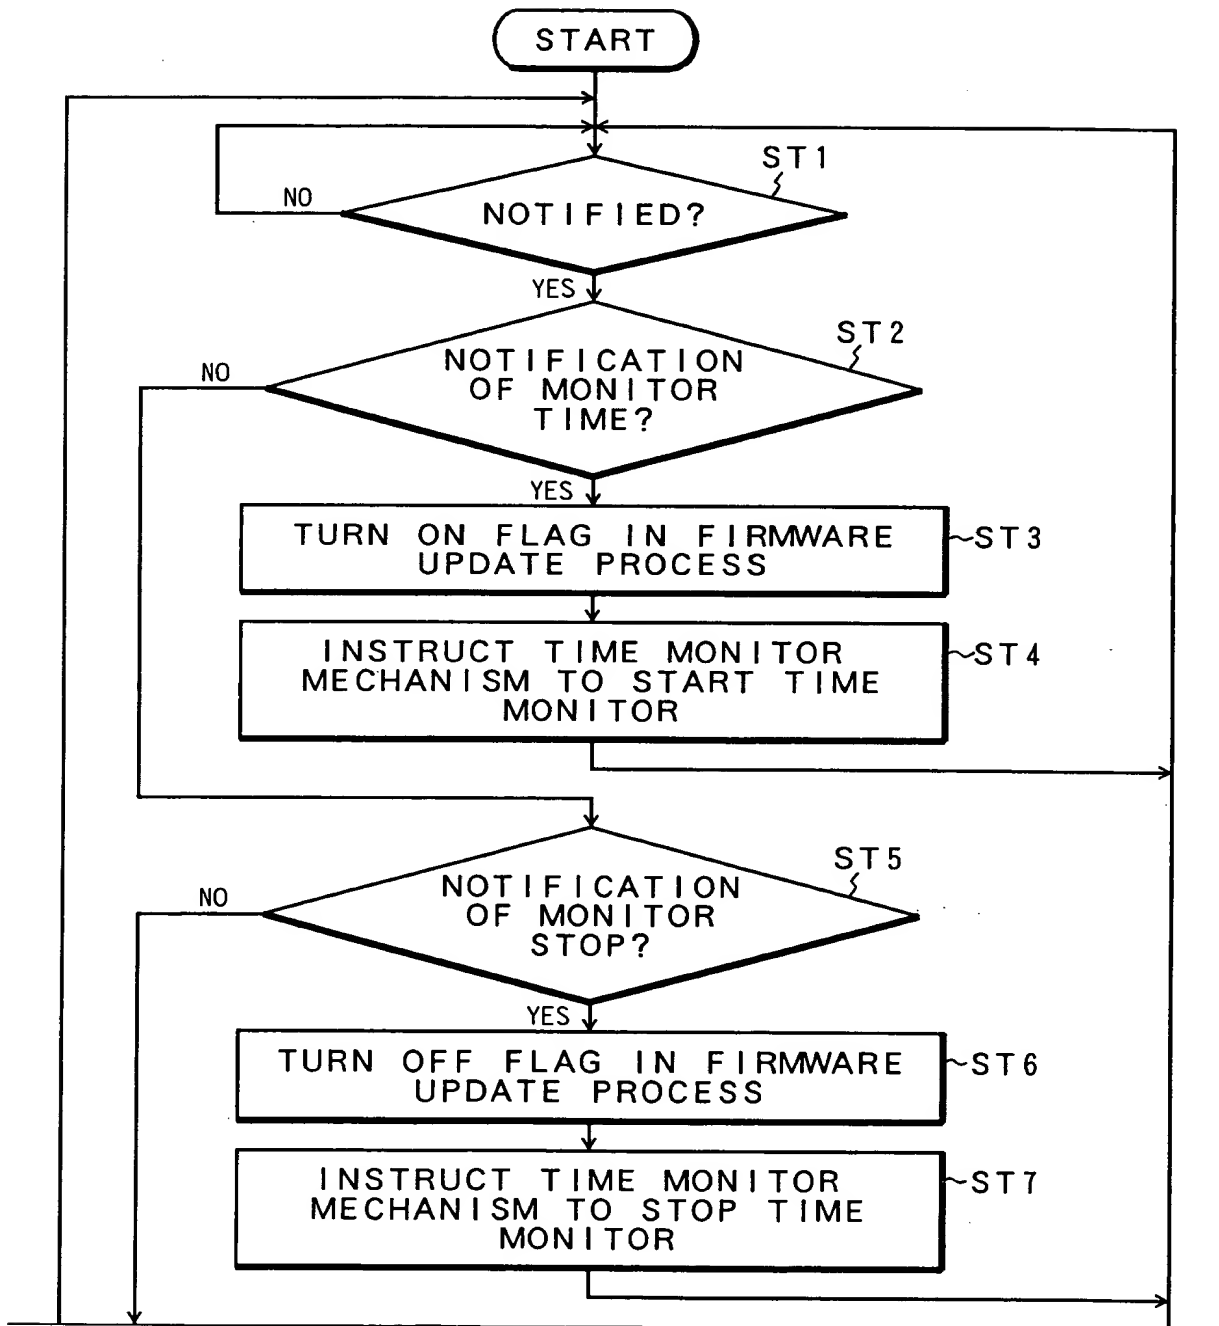 START
ST1
NO
NOTIFIED?
YES
ST2
NO
NOTIFICATION
OF MONITOR
TIME?
YES
TURN ON FLAG IN FIRMWARE
UPDATE PROCESS
ST3
INSTRUCT TIME MONITOR
MECHANISM TO START TIME
MONITOR
ST4
ST5
NO
NOTIFICATION
OF MONITOR
STOP?
YES
TURN OFF FLAG IN FIRMWARE
UPDATE PROCESS
ST6
INSTRUCT TIME MONITOR
MECHANISM TO STOP TIME
MONITOR
ST7